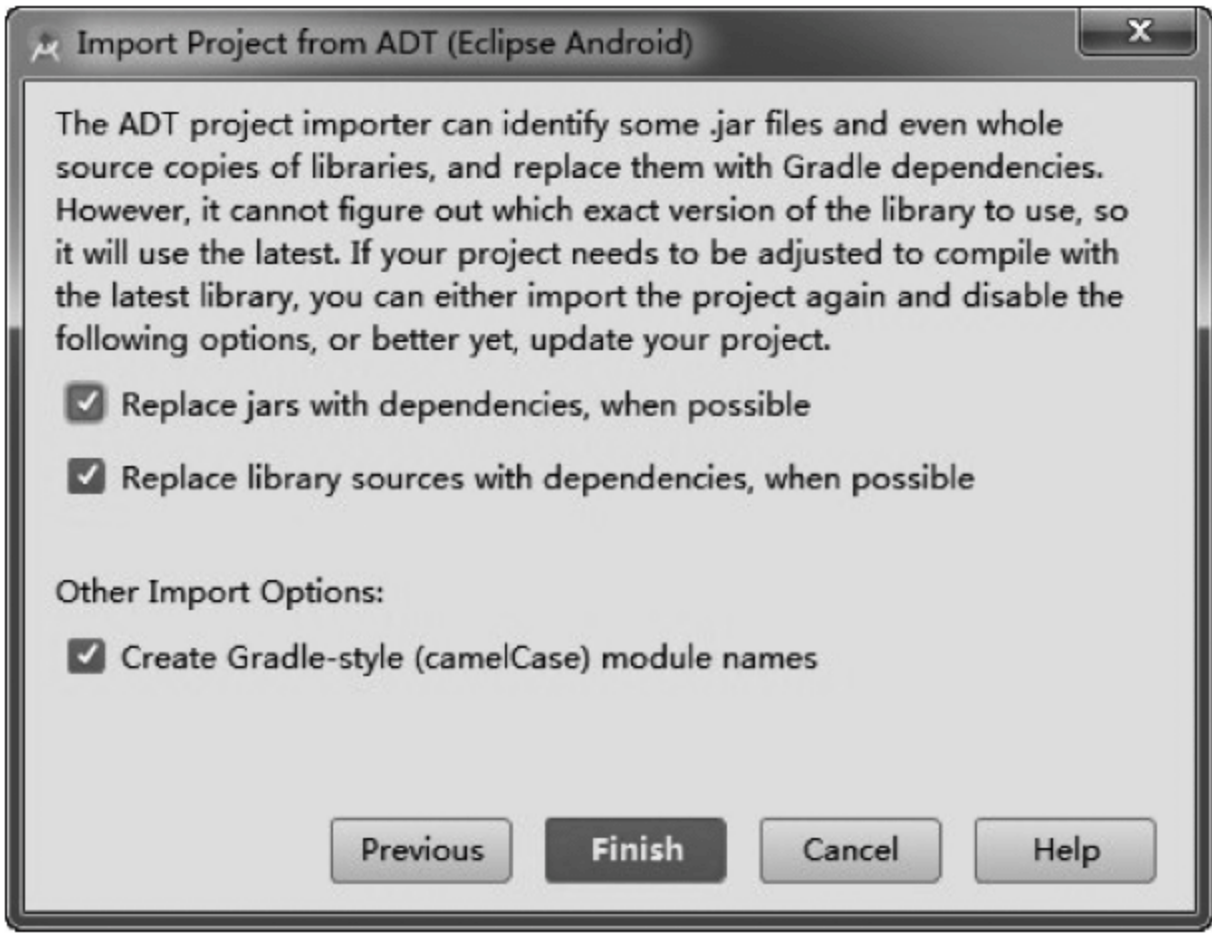 Import Project from ADT (Eclipse Android)
The ADT project importer can identify some .jar files and even whole
source copies of libraries, and replace them with Gradle dependencies.
However, it cannot figure out which exact version of the library to use, so
it will use the latest. If your project needs to be adjusted to compile with
the latest library, you can either import the project again and disable the
following options, or better yet, update your project.
Replace jars with dependencies, when possible
Replace library sources with dependencies, when possible
Other Import Options:
Create Gradle-style (camelCase) module names
Previous Finish Cancel Help